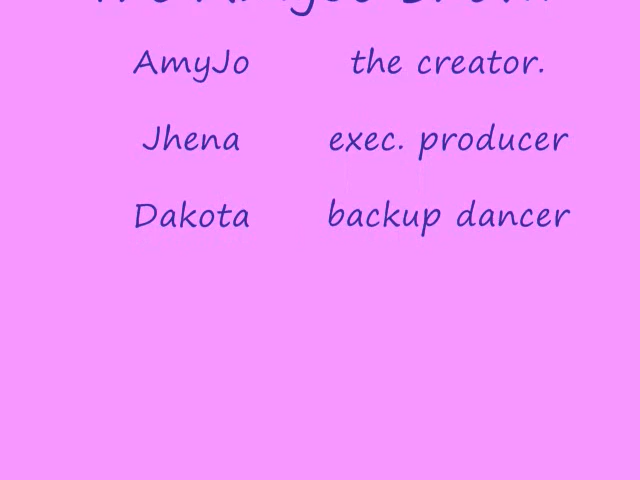 AmyJo the creator.
Jhena exec. producer
Dakota backup dancer